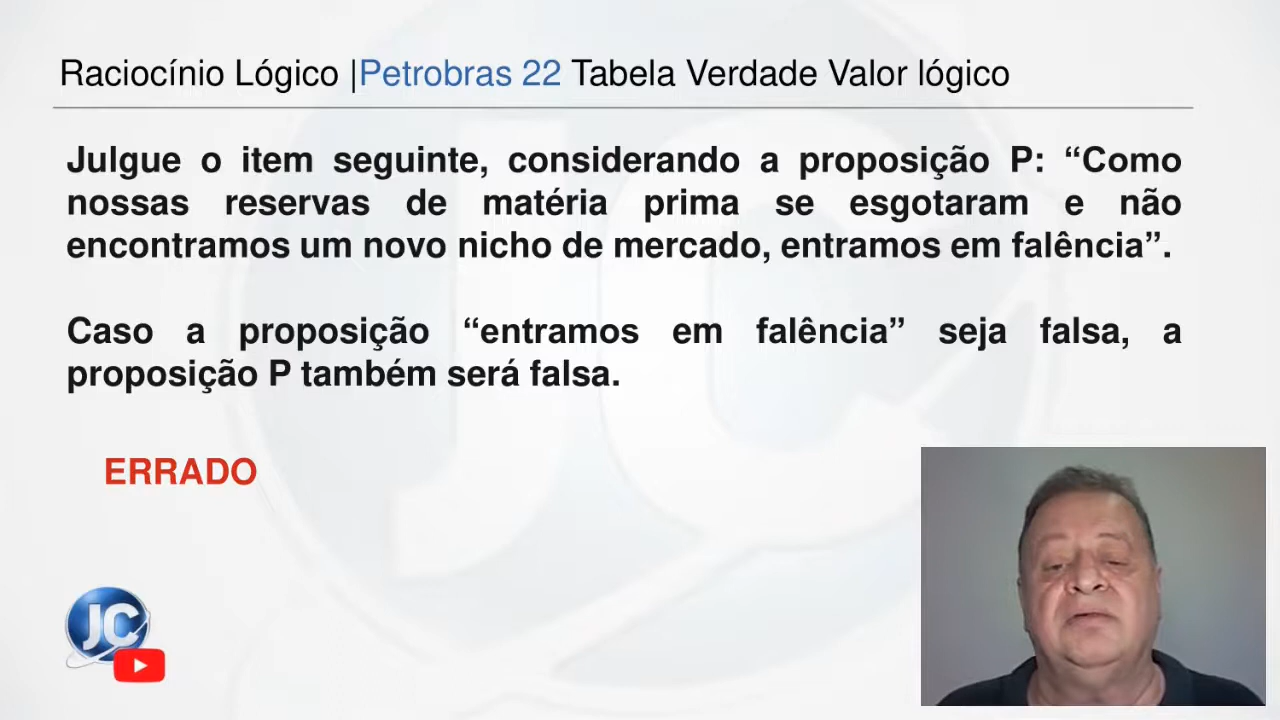 Raciocínio Lógico |Petrobras 22 Tabela Verdade Valor lógico
Julgue o item seguinte, considerando a proposição P: “Como
nossas reservas de matéria prima se esgotaram e não
encontramos um novo nicho de mercado, entramos em falência”.
Caso a proposição “entramos em falência” seja falsa, a
proposição P também será falsa.
ERRADO
JC